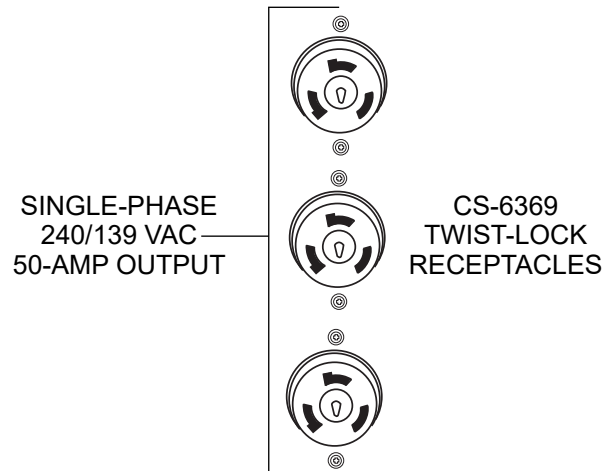 SINGLE-PHASE
240/139 VAC
50-AMP OUTPUT
CS-6369
TWIST-LOCK
RECEPTACLES